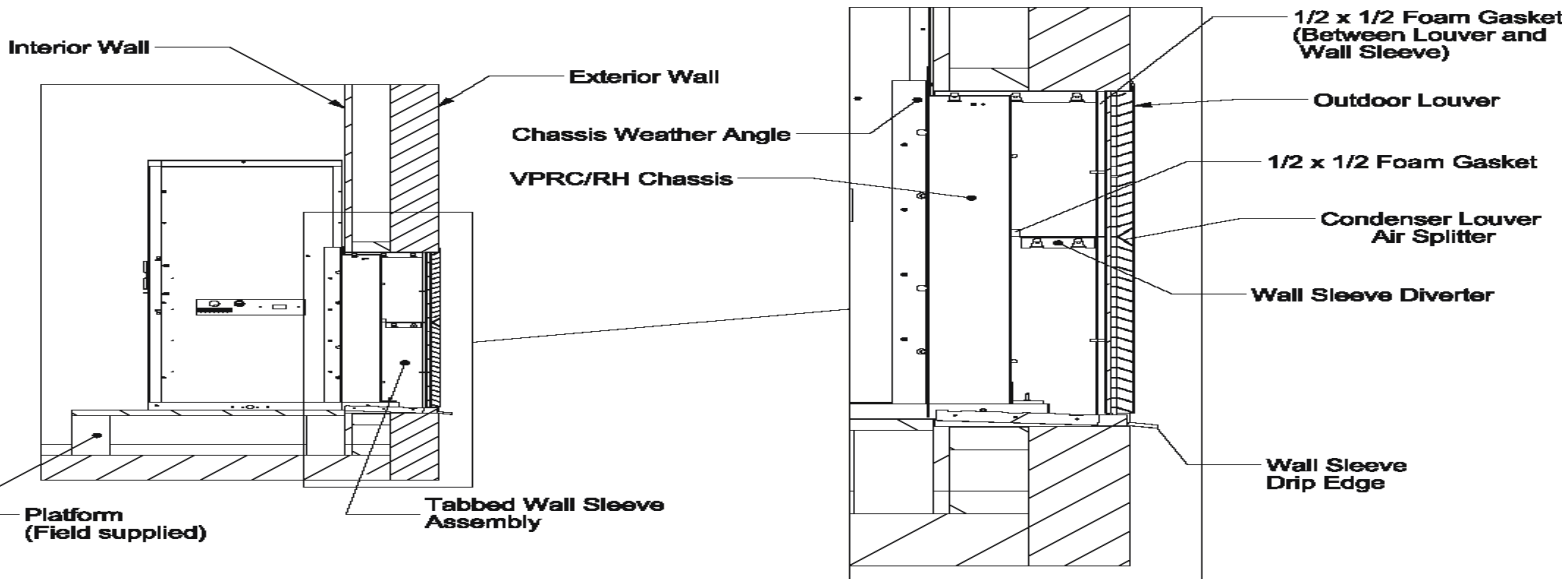 Interior Wall
Exterior Wall
Platform
(Field supplied)
Tabbed Wall Sleeve
Assembly
Chassis Weather Angle
VPRC/RH Chassis
1/2 x 1/2 Foam Gasket
(Between Louver and
Wall Sleeve)
Outdoor Louver
1/2 x 1/2 Foam Gasket
Condenser Louver
Air Splitter
Wall Sleeve Diverter
Wall Sleeve
Drip Edge